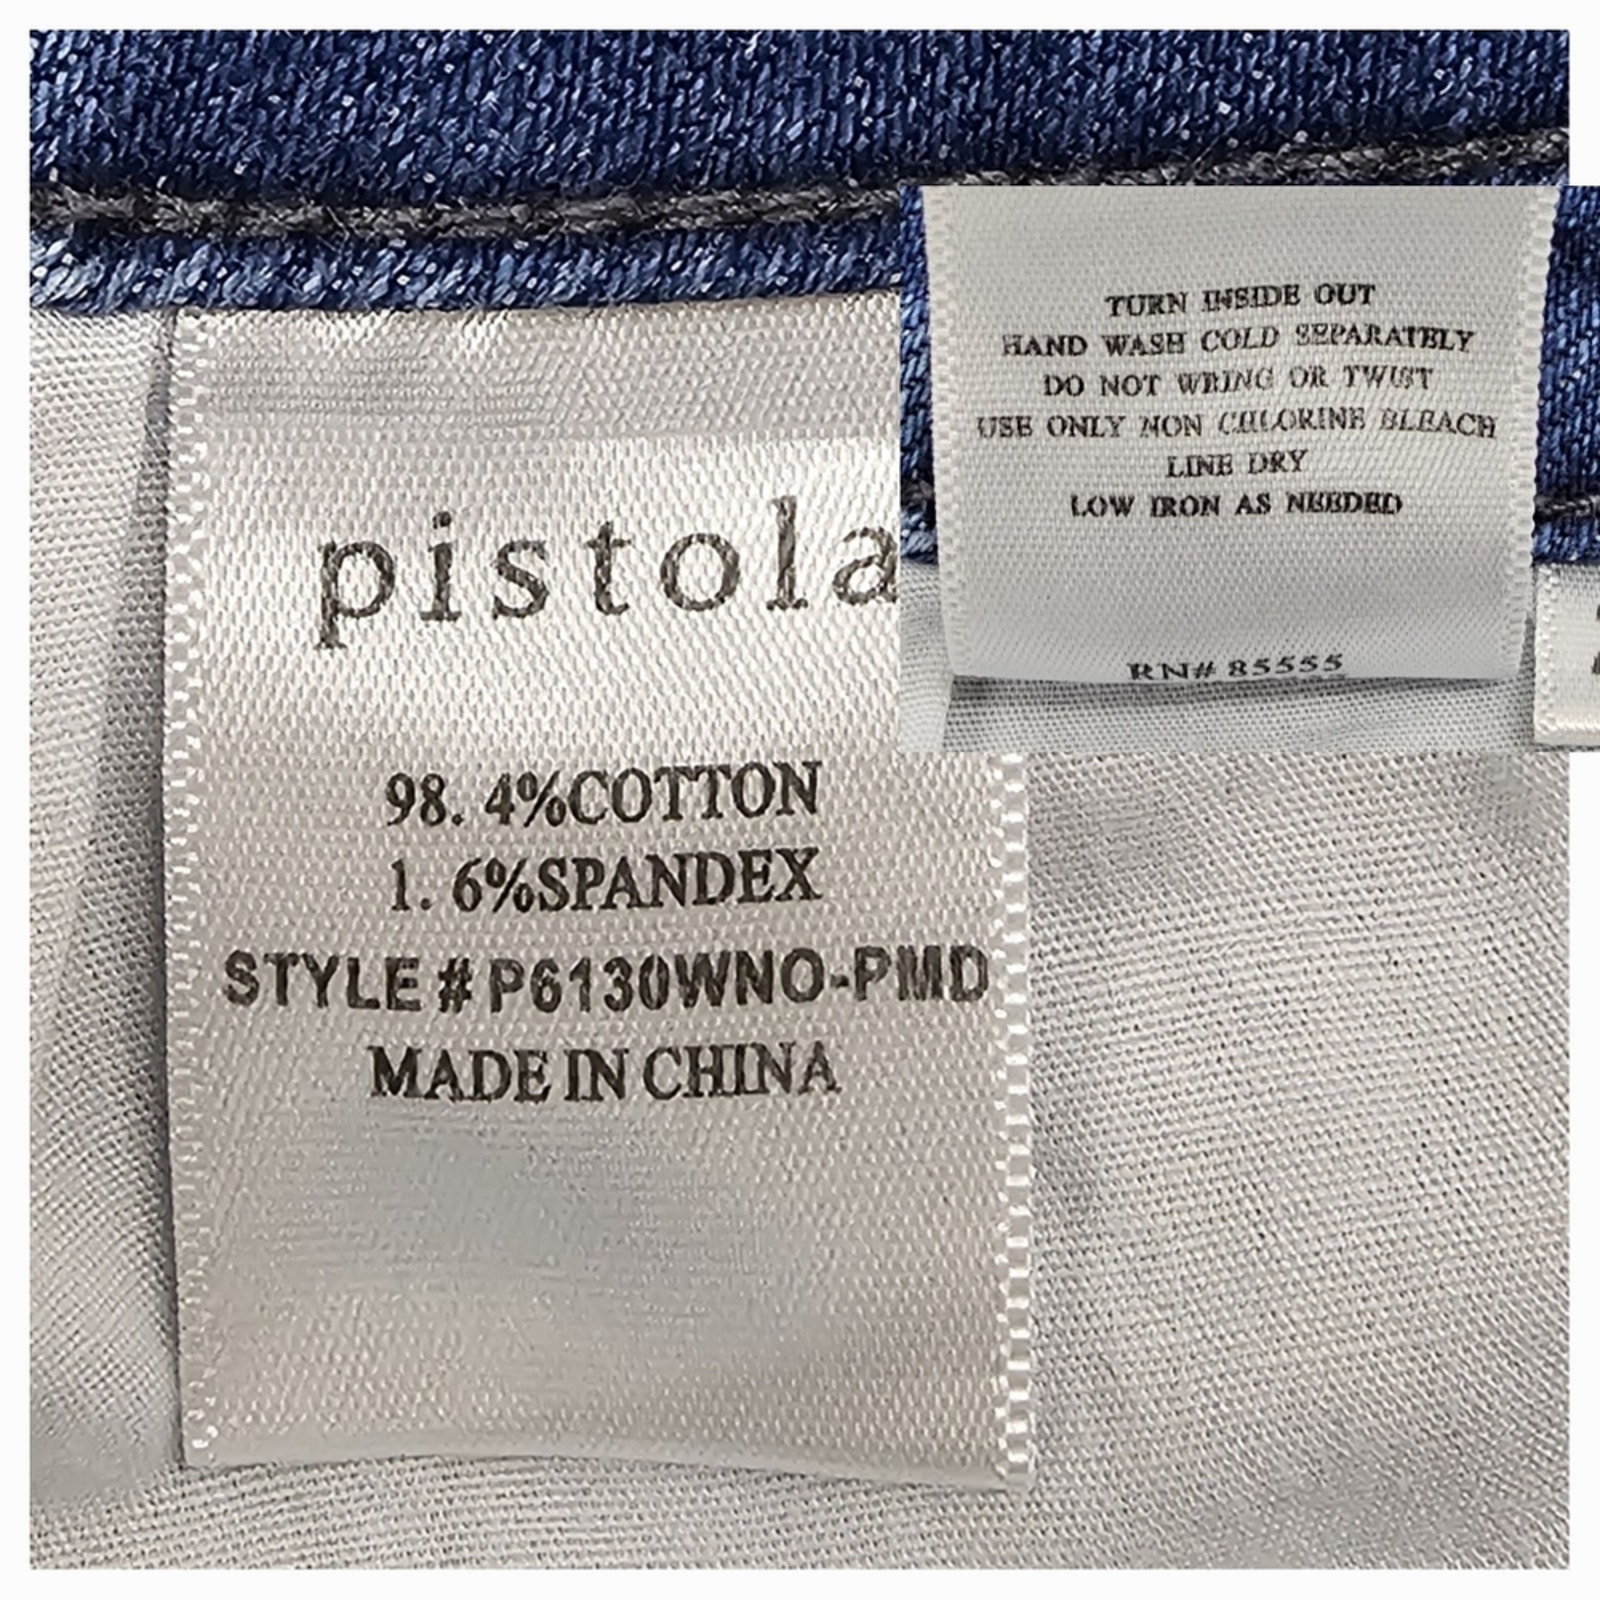 pistola
98. 4%COTTON
1. 6%SPANDEX
STYLE # P6130WNO-PMD
MADE IN CHINA
TURN INSIDE OUT
HAND WASH COLD SEPARATELY
DO NOT WRING OR TWIST
USE ONLY NON CHLORINE BLEACH
LINE DRY
LOW IRON AS NEEDED
RN# 85555